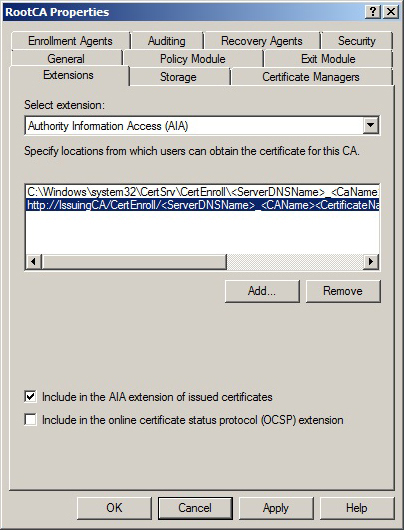 RootCA Properties
Enrollment Agents Auditing Recovery Agents Security
General Policy Module Exit Module
Extensions Storage Certificate Managers
Select extension:
Authority Information Access (AIA)
Specify locations from which users can obtain the certificate for this CA.
C:\Windows\system32\CertSrv\CertEnroll\<ServerDNSName>_<CaName
http://IssuingCA/CertEnroll/<ServerDNSName>_<CAName><CertificateNa
Add... Remove
Include in the AIA extension of issued certificates
Include in the online certificate status protocol (OCSP) extension
OK Cancel Apply Help